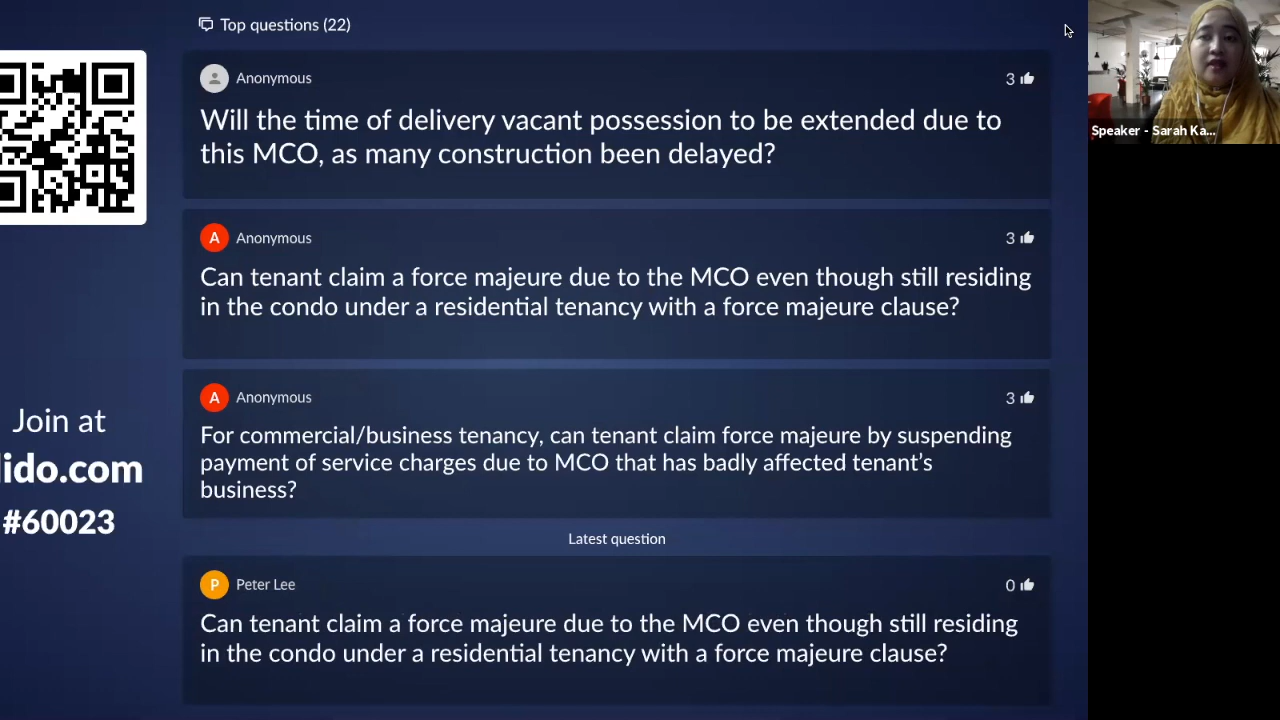 Top questions (22)
Anonymous
3
Will the time of delivery vacant possession to be extended due to
this MCO, as many construction been delayed?
A
Anonymous
3
Can tenant claim a force majeure due to the MCO even though still residing
in the condo under a residential tenancy with a force majeure clause?
A
Anonymous
3
For commercial/business tenancy, can tenant claim force majeure by suspending
payment of service charges due to MCO that has badly affected tenant's
business?
Latest question
P
Peter Lee
0
Can tenant claim a force majeure due to the MCO even though still residing
in the condo under a residential tenancy with a force majeure clause?
Join at
lido.com
#60023
Speaker - Sarah Ka...